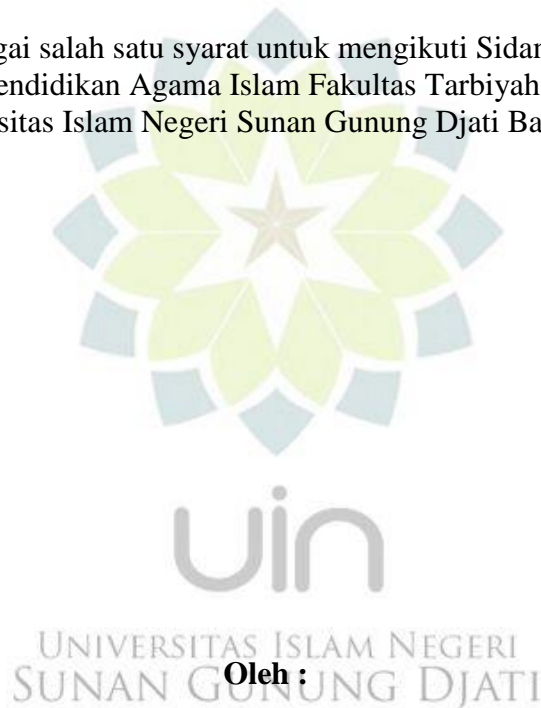 gai salah satu syarat untuk mengikuti Sidan
endidikan Agama Islam Fakultas Tarbiyah
sitas Islam Negeri Sunan Gunung Djati Ba
uin
UNIVERSITAS ISLAM NEGERI
SUNAN GUNUNG DJATI
Oleh :